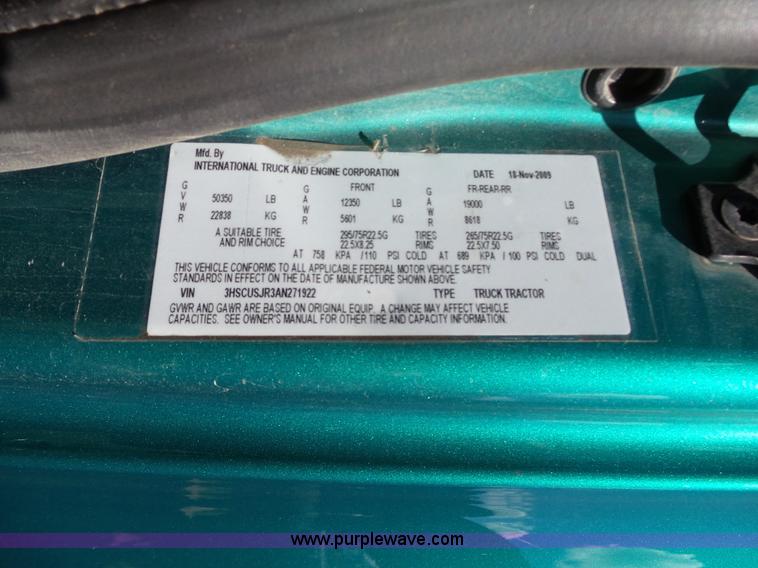 Mfd. By
INTERNATIONAL TRUCK AND ENGINE CORPORATION DATE 18-Nov-2009
GVWR 50350 LB 22838 KG
GAWR FRONT 12350 LB 5601 KG
GAWR FR-REAR-RR 19000 LB 8618 KG
A SUITABLE TIRE 295/75R22.5G TIRES 265/75R22.5G TIRES
AND RIM CHOICE 22.5X8.25 RIMS 22.5X7.50 RIMS
AT 758 KPA /110 PSI COLD AT 689 KPA / 100 PSI COLD DUAL
THIS VEHICLE CONFORMS TO ALL APPLICABLE FEDERAL MOTOR VEHICLE SAFETY
STANDARDS IN EFFECT ON THE DATE OF MANUFACTURE SHOWN ABOVE.
VIN 3HSCUSJR3AN271922 TYPE TRUCK TRACTOR
GVWR AND GAWR ARE BASED ON ORIGINAL EQUIP. A CHANGE MAY AFFECT VEHICLE
CAPACITIES. SEE OWNER'S MANUAL FOR OTHER TIRE AND CAPACITY INFORMATION.
www.purplewave.com